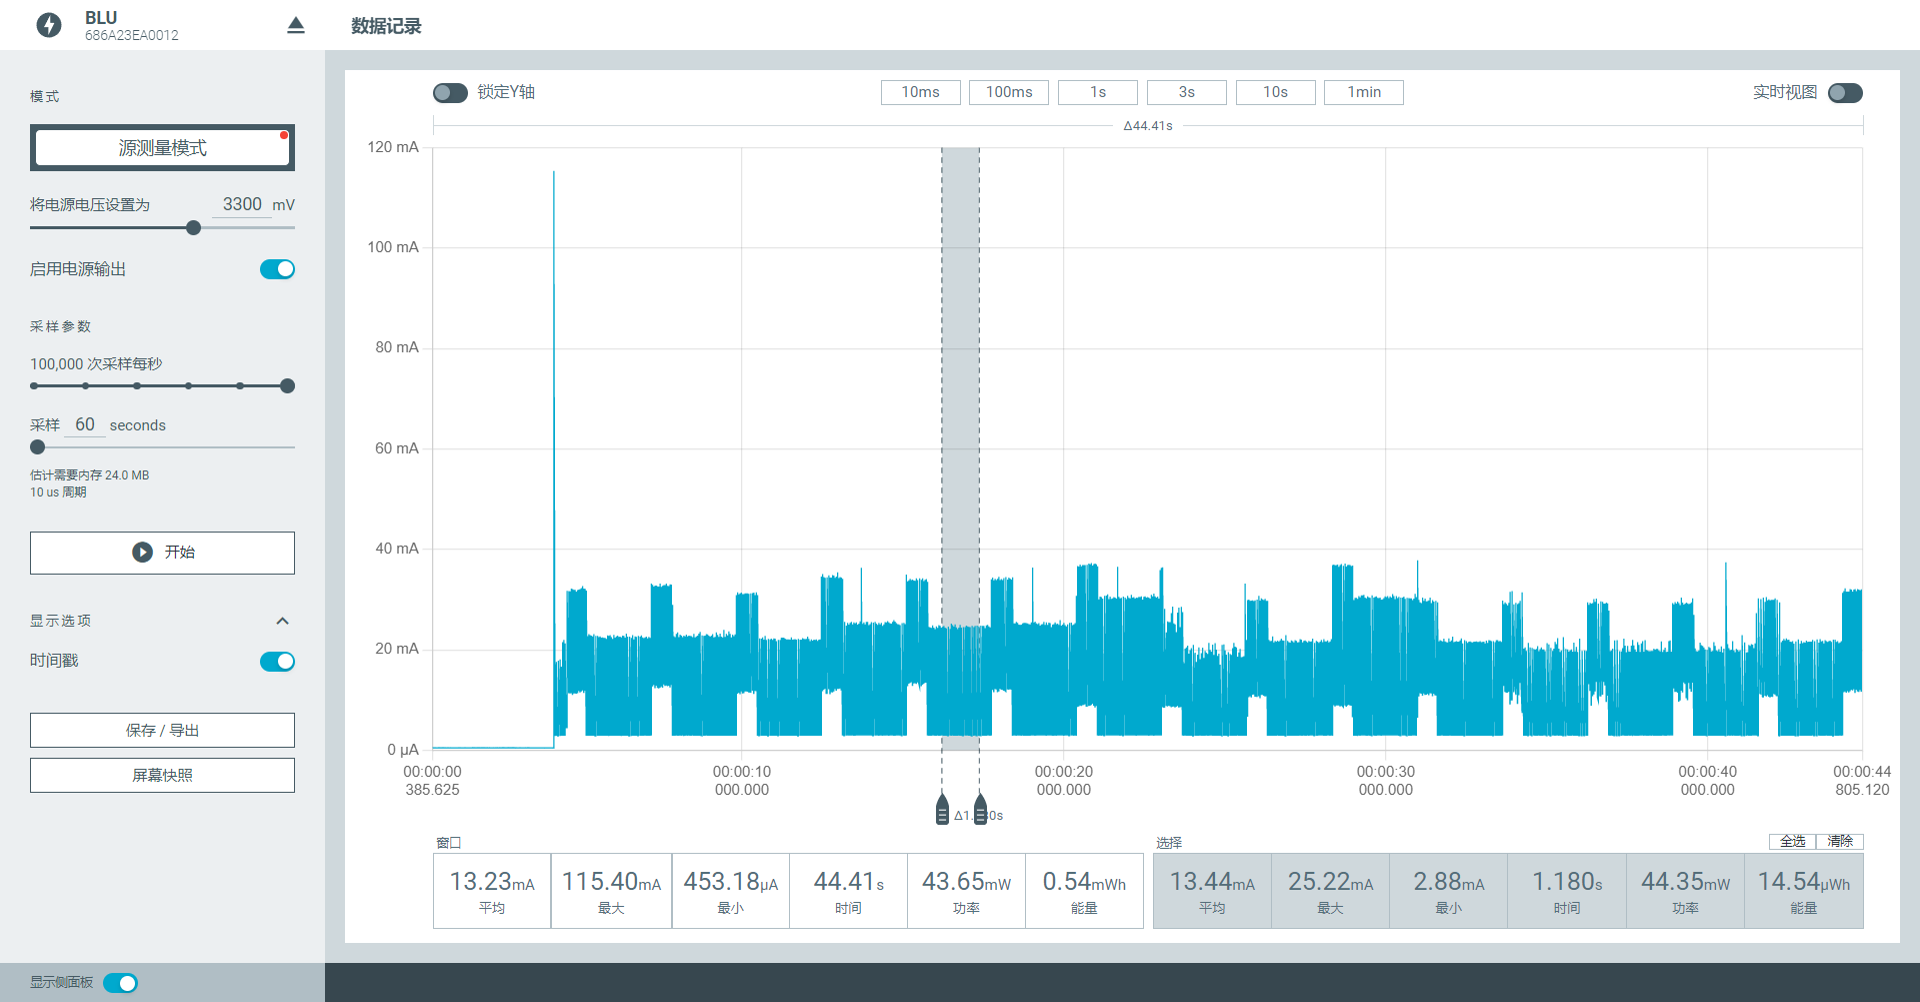 BLU
686A23EA0012
数据记录
模式
源测量模式
将电源电压设置为 3300 mV
启用电源输出
采样参数
100,000 次采样每秒
采样 60 seconds
估计需要内存 24.0 MB
10 us 周期
开始
显示选项
时间戳
保存 / 导出
屏幕快照
显示侧面板
锁定Y轴
10ms 100ms 1s 3s 10s 1min
实时视图
Δ44.41s
120 mA
100 mA
80 mA
60 mA
40 mA
20 mA
0 μA
00:00:00 00:00:10 00:00:20 00:00:30 00:00:40 00:00:44
385.625 000.000 000.000 000.000 000.000 805.120
Δ1. 0s
窗口
13.23mA 115.40mA 453.18μA 44.41s 43.65mW 0.54mWh
平均 最大 最小 时间 功率 能量
选择
全选 清除
13.44mA 25.22mA 2.88mA 1.180s 44.35mW 14.54μWh
平均 最大 最小 时间 功率 能量